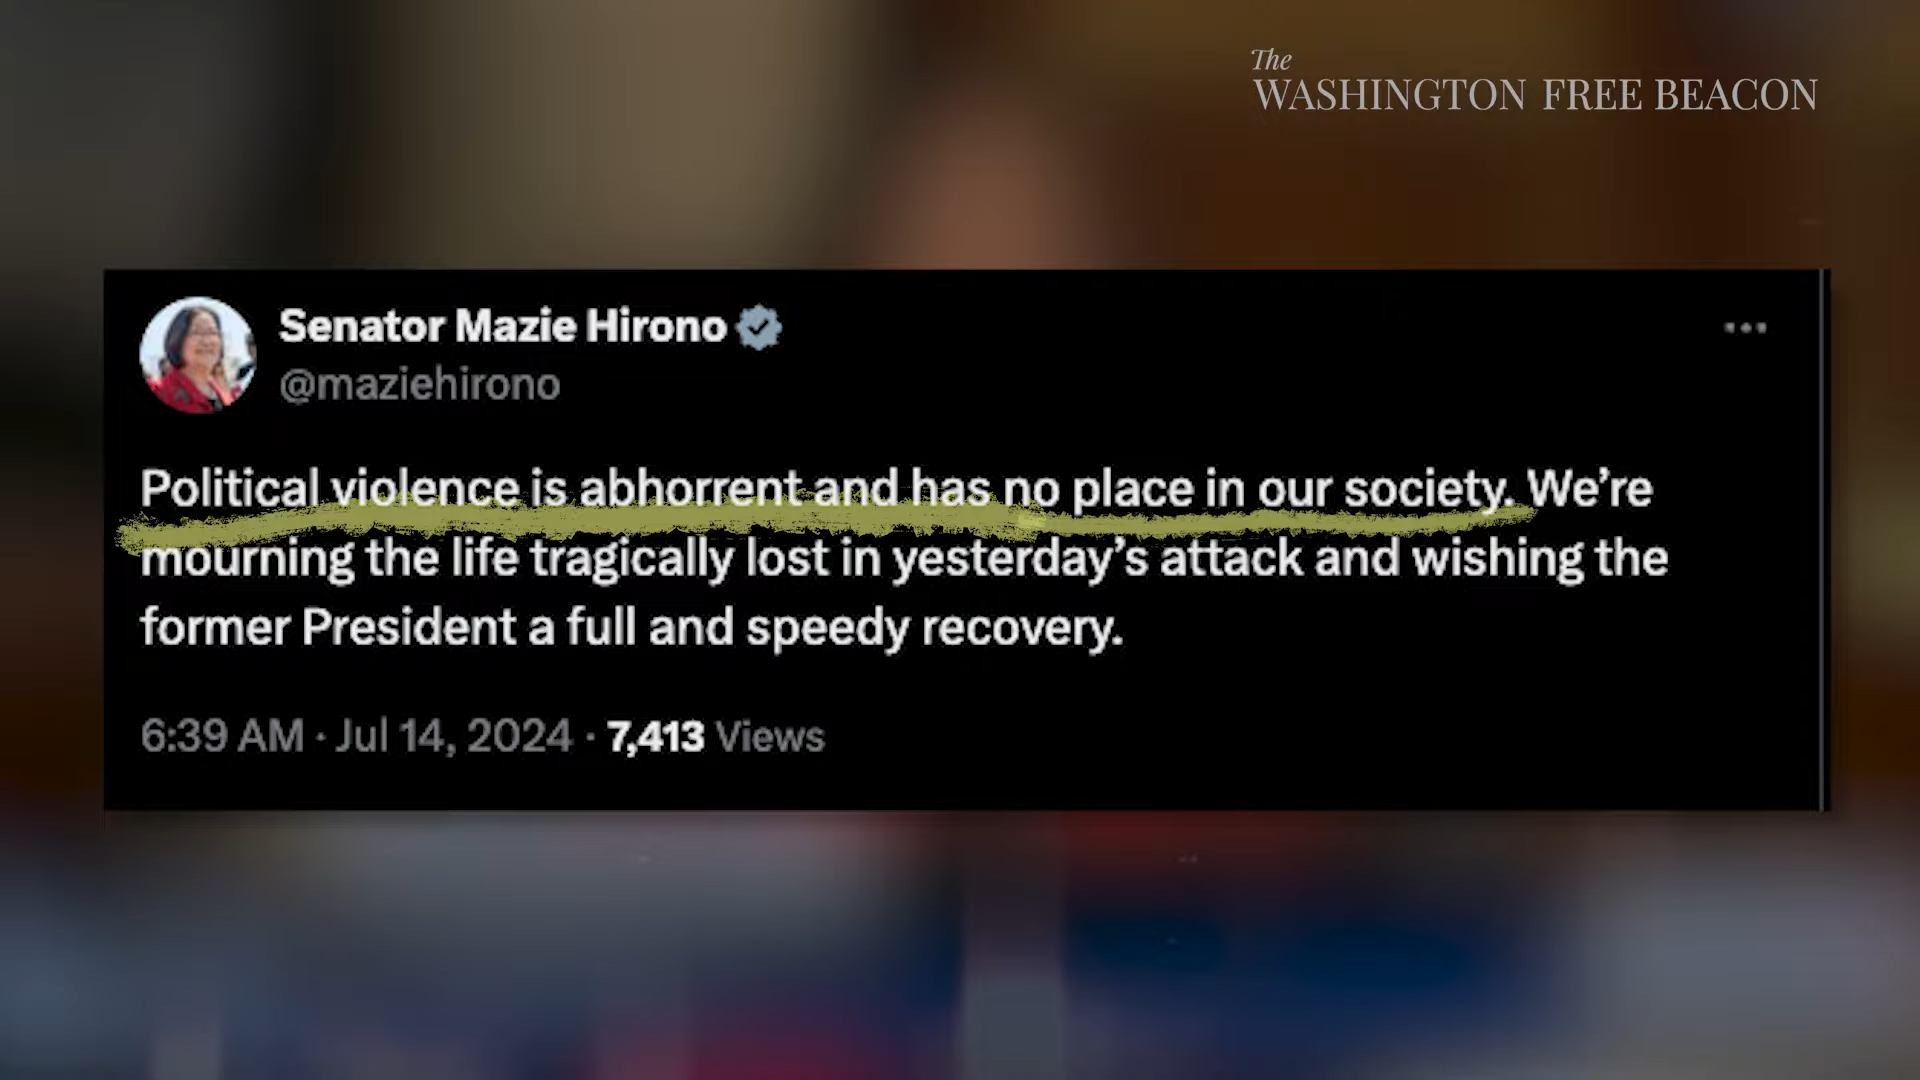 The
WASHINGTON FREE BEACON
Senator Mazie Hirono
@maziehirono
Political violence is abhorrent and has no place in our society. We’re
mourning the life tragically lost in yesterday’s attack and wishing the
former President a full and speedy recovery.
6:39 AM · Jul 14, 2024 · 7,413 Views